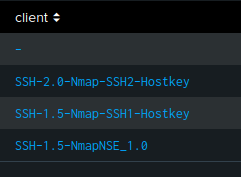 client
-
SSH-2.0-Nmap-SSH2-Hostkey
SSH-1.5-Nmap-SSH1-Hostkey
SSH-1.5-NmapNSE_1.0